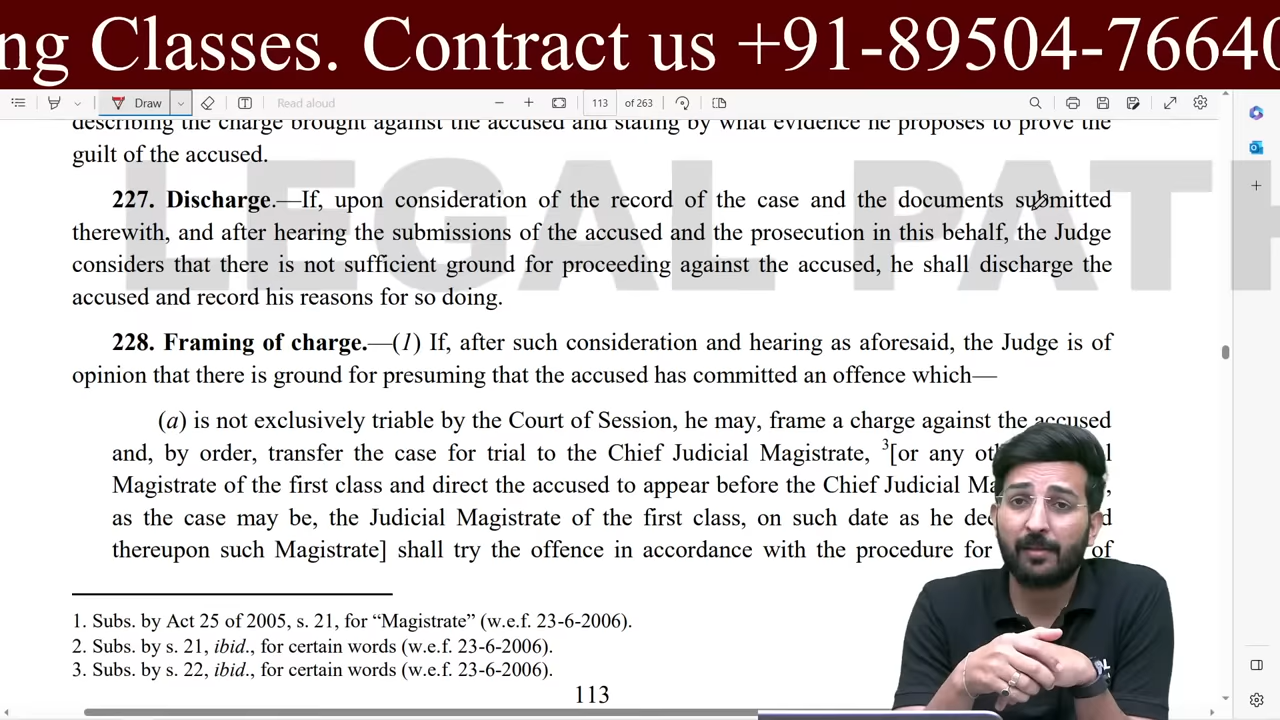 ng Classes. Contract us +91-89504-76640
Draw
Read aloud
113 of 263
describing the charge brought against the accused and stating by what evidence he proposes to prove the
guilt of the accused.
LEGAL PATH
227. Discharge.—If, upon consideration of the record of the case and the documents submitted
therewith, and after hearing the submissions of the accused and the prosecution in this behalf, the Judge
considers that there is not sufficient ground for proceeding against the accused, he shall discharge the
accused and record his reasons for so doing.
228. Framing of charge.—(1) If, after such consideration and hearing as aforesaid, the Judge is of
opinion that there is ground for presuming that the accused has committed an offence which—
(a) is not exclusively triable by the Court of Session, he may, frame a charge against the accused
and, by order, transfer the case for trial to the Chief Judicial Magistrate, 3[or any
Magistrate of the first class and direct the accused to appear before the Chief Judicial
as the case may be, the Judicial Magistrate of the first class, on such date as he
thereupon such Magistrate] shall try the offence in accordance with the procedure for of
1. Subs. by Act 25 of 2005, s. 21, for “Magistrate” (w.e.f. 23-6-2006).
2. Subs. by s. 21, ibid., for certain words (w.e.f. 23-6-2006).
3. Subs. by s. 22, ibid., for certain words (w.e.f. 23-6-2006).
113